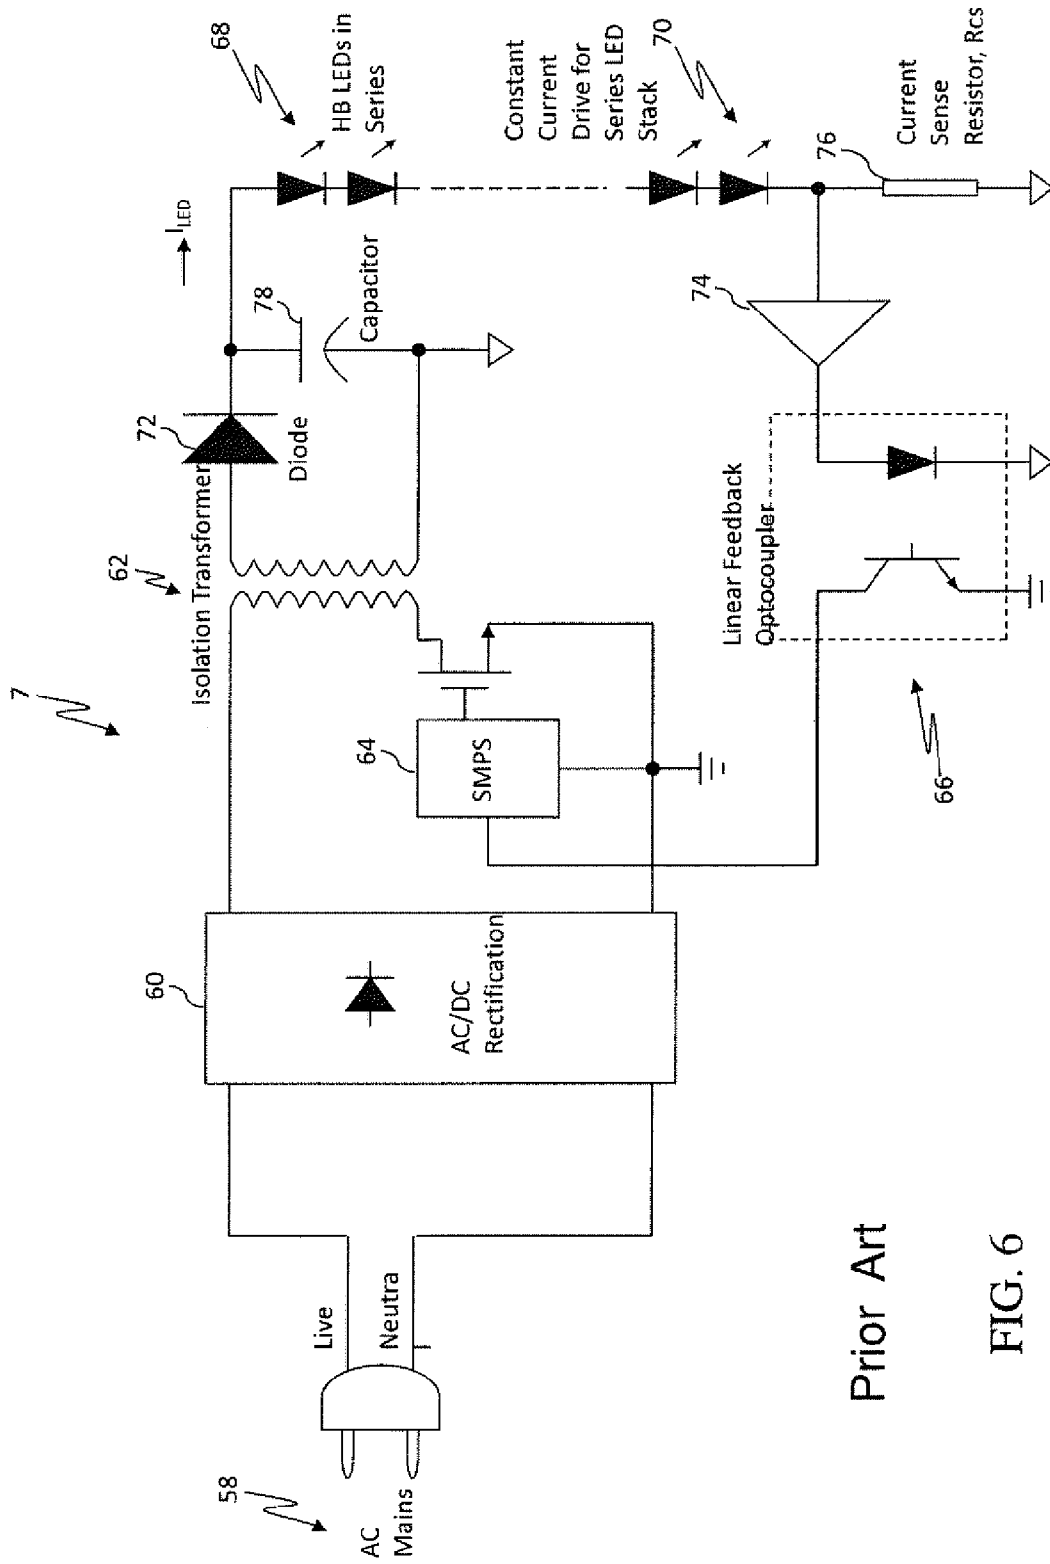 7
58
AC
Mains
Live
Neutra
l
60
AC/DC
Rectification
64
SMPS
62
Isolation Transformer
72
Diode
78
Capacitor
I_LED
68
HB LEDs in
Series
Constant
Current
Drive for
Series LED
Stack
70
74
76
Current
Sense
Resistor, Rcs
Linear Feedback
Optocoupler
66
Prior Art
FIG. 6